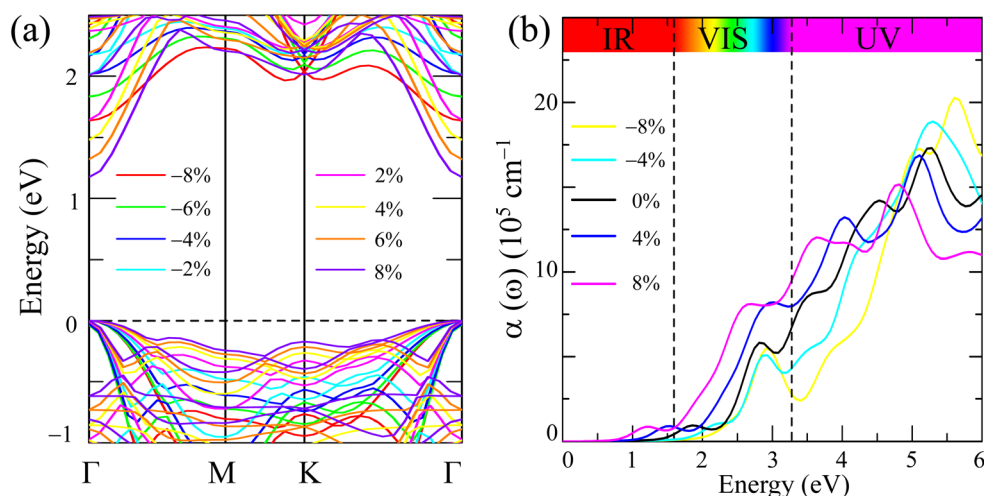 (a)
Energy (eV)
2
1
0
−1
−8%
−6%
−4%
−2%
2%
4%
6%
8%
Γ
M
K
Γ
(b)
IR
VIS
UV
α (ω) (10⁵ cm⁻¹)
20
10
0
−8%
−4%
0%
4%
8%
0
1
2
3
4
5
6
Energy (eV)